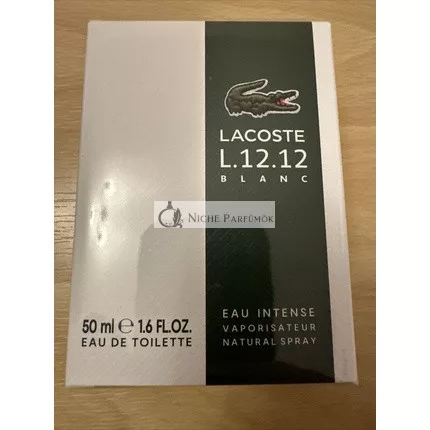 LACOSTE
L.12.12
BLANC
NICHE PARFÜMÖK
50 ml e 1.6 FL.OZ.
EAU DE TOILETTE
EAU INTENSE
VAPORISATEUR
NATURAL SPRAY